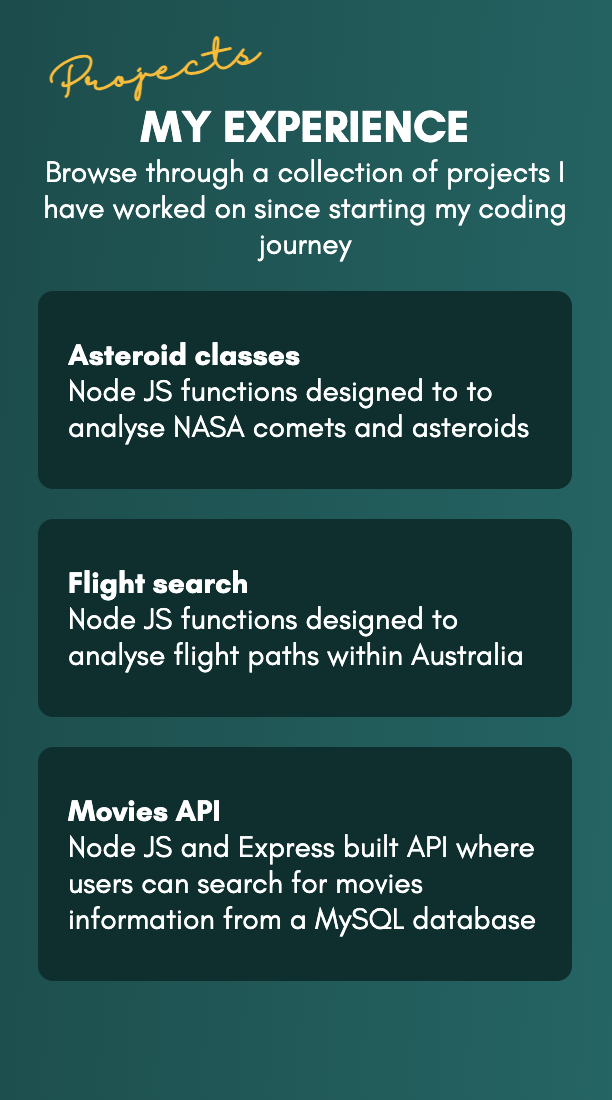 Projects
MY EXPERIENCE
Browse through a collection of projects I
have worked on since starting my coding
journey
Asteroid classes
Node JS functions designed to to
analyse NASA comets and asteroids
Flight search
Node JS functions designed to
analyse flight paths within Australia
Movies API
Node JS and Express built API where
users can search for movies
information from a MySQL database